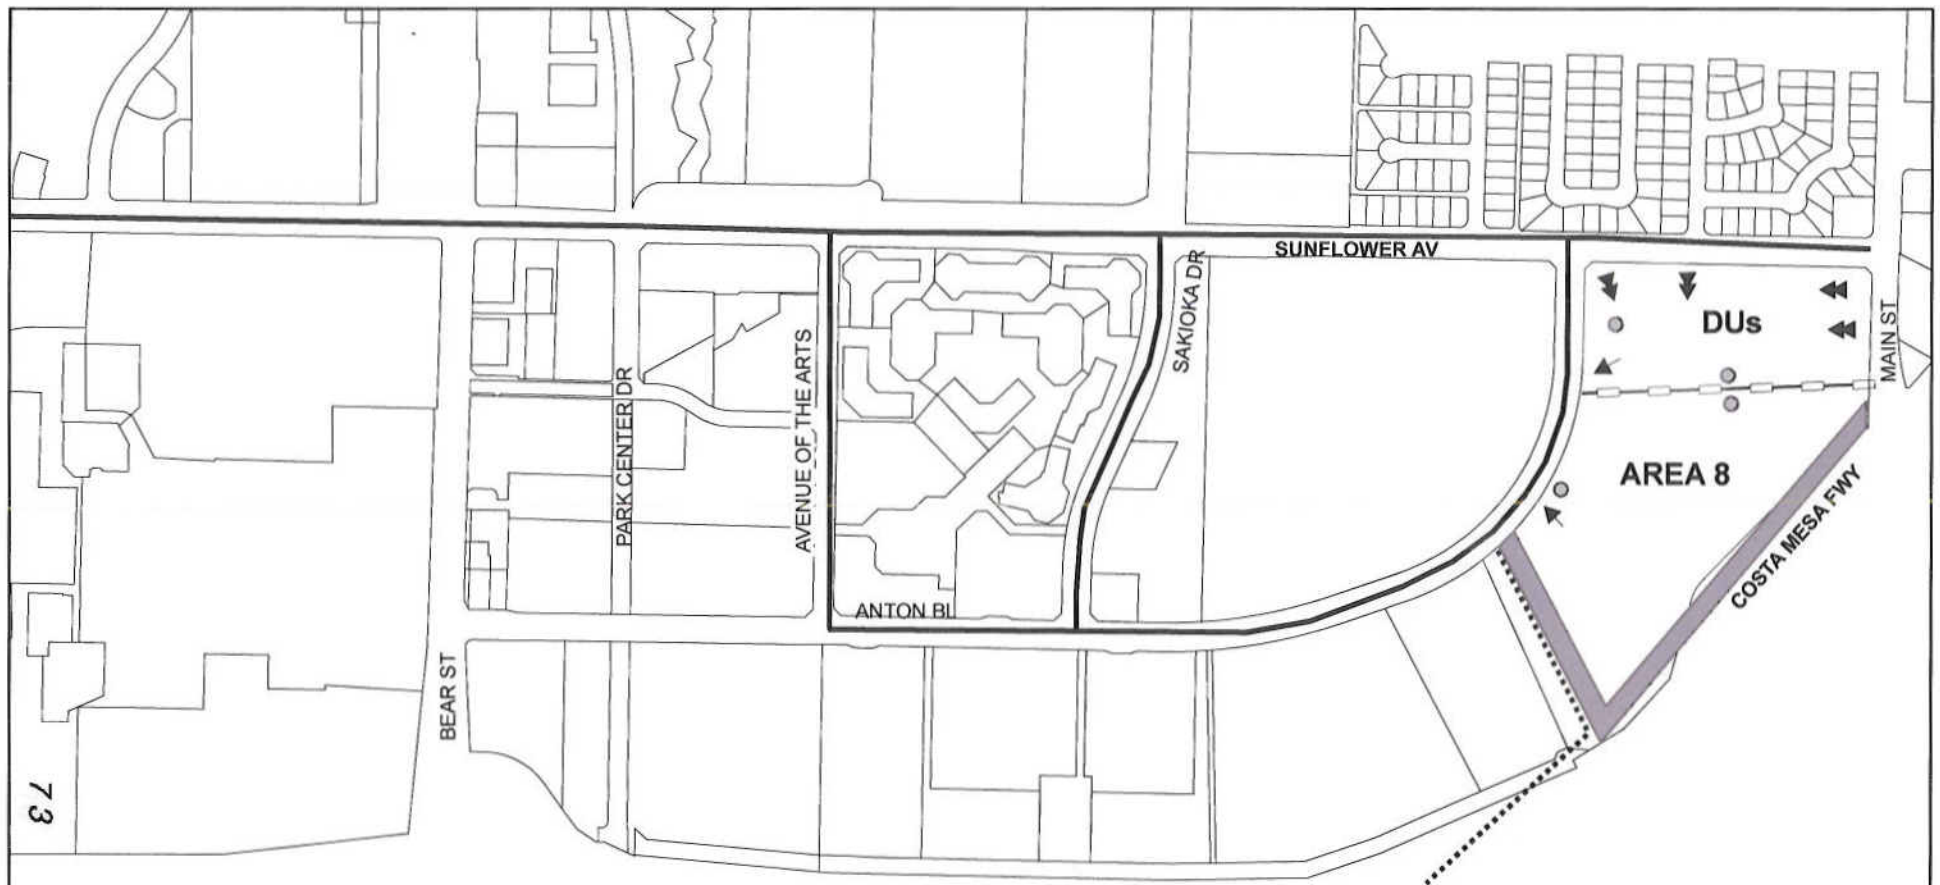 SUNFLOWER AV
SAKIOKA DR
DUs
MAIN ST
PARK CENTER DR
AVENUE OF THE ARTS
AREA 8
COSTA MESA FWY
ANTON BL
BEAR ST
73